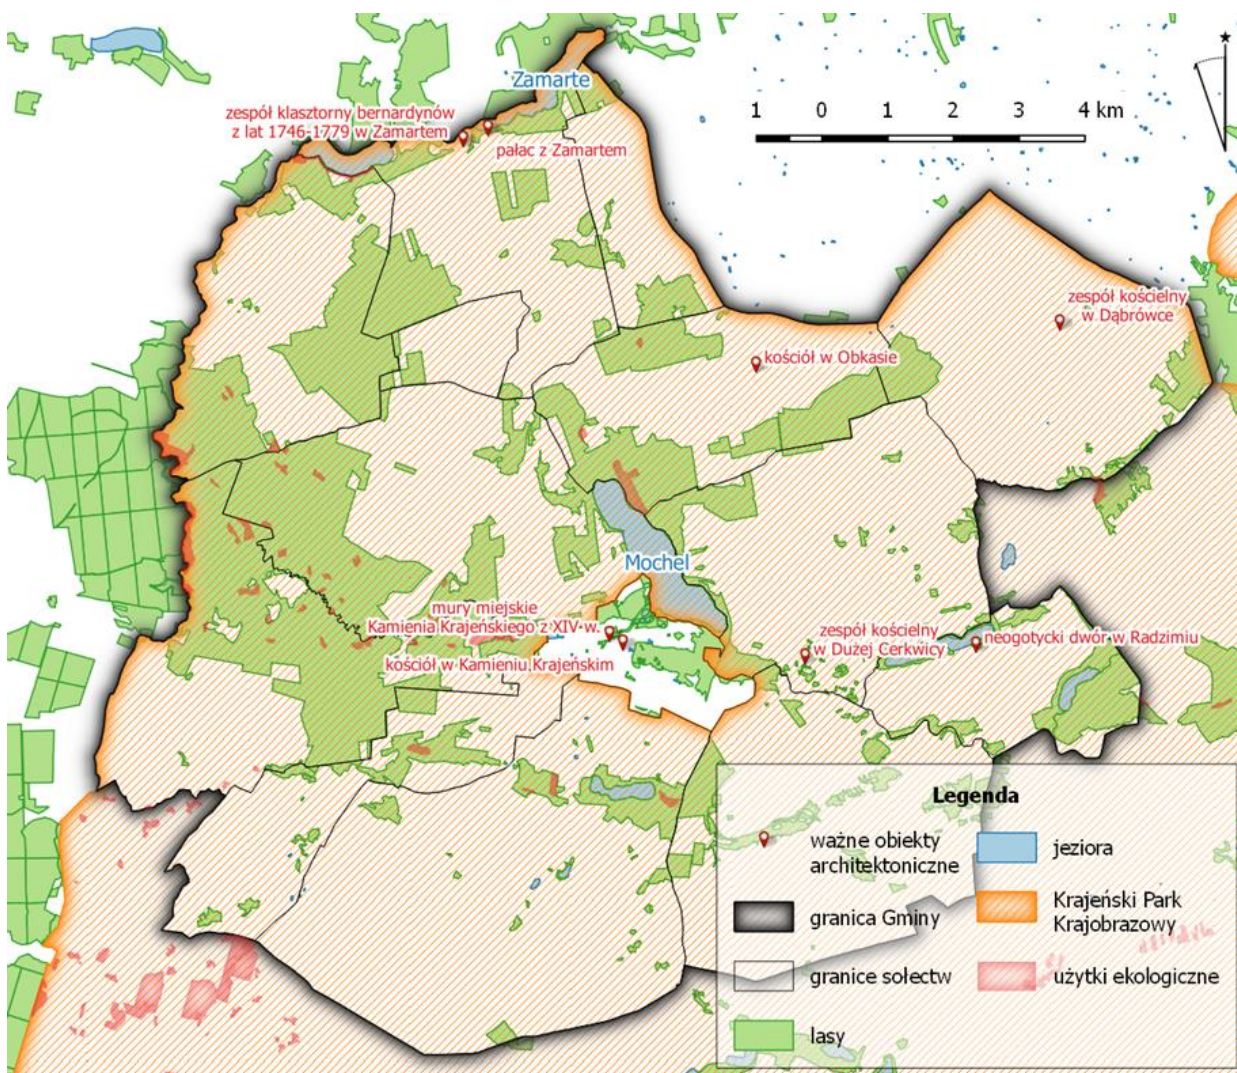 Zamarte
zespół klasztorny bernardynów
z lat 1746-1779 w Zamartem
pałac z Zamartem
1 0 1 2 3 4 km
zespół kościelny
w Dąbrówce
kościół w Obkasie
Mochel
mury miejskie
Kamienia Krajeńskiego z XIV w.
kościół w Kamieniu Krajeńskim
zespół kościelny
w Dużej Cerkwicy
neogotycki dwór w Radzimiu
Legenda
ważne obiekty
architektoniczne
granica Gminy
granice sołectw
lasy
jeziora
Krajeński Park
Krajobrazowy
użytki ekologiczne